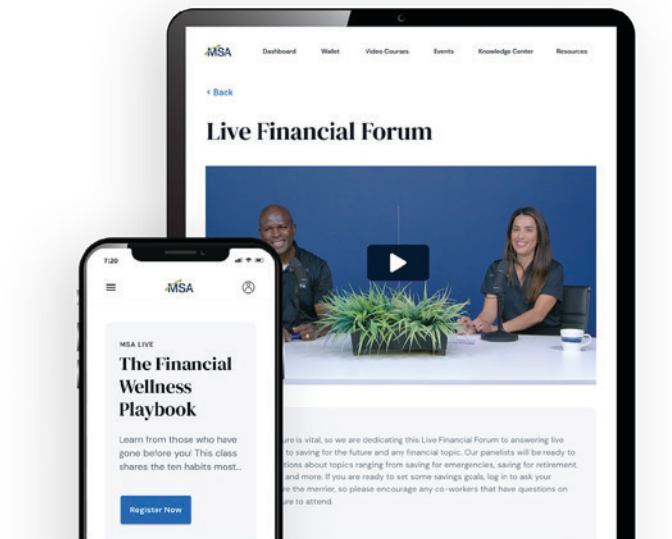 MSA
Dashboard Wallet Video Courses Events Knowledge Center Resources
< Back
Live Financial Forum
ure is vital, so we are dedicating this Live Financial Forum to answering live
to saving for the future and any financial topic. Our panelists will be ready to
tions about topics ranging from saving for emergencies, saving for retirement,
and more. If you are ready to set some savings goals, log in to ask your
re the merrier, so please encourage any co-workers that have questions on
ure to attend.
7:20
MSA
MSA LIVE
The Financial
Wellness
Playbook
Learn from those who have
gone before you! This class
shares the ten habits most...
Register Now